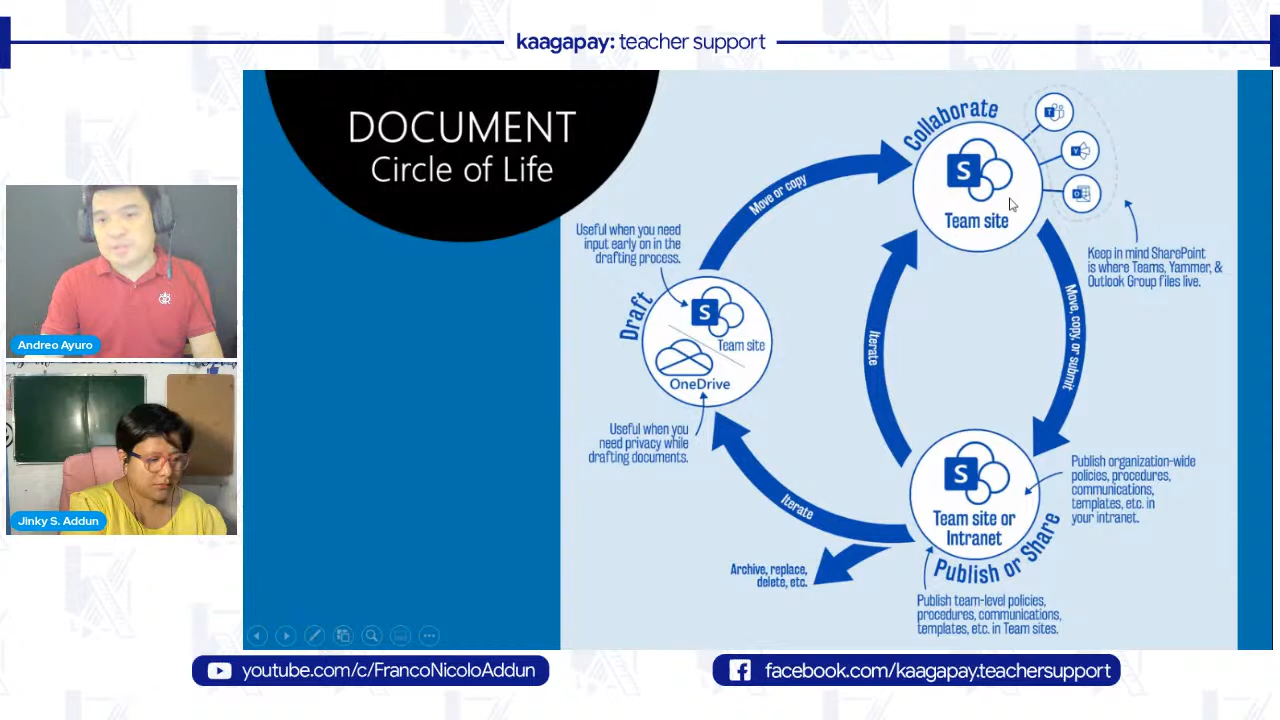 kaagapay: teacher support
DOCUMENT
Circle of Life
Collaborate
S
Team site
T
Y
O
Keep in mind SharePoint
is where Teams, Yammer, &
Outlook Group files live.
Move or copy
Useful when you need
input early on in the
drafting process.
Draft
S
Team site
OneDrive
Useful when you
need privacy while
drafting documents.
Iterate
Move, copy, or submit
Iterate
Archive, replace,
delete, etc.
S
Team site or
Intranet
Publish or Share
Publish organization-wide
policies, procedures,
communications,
templates, etc. in
your intranet.
Publish team-level policies,
procedures, communications,
templates, etc. in Team sites.
Andreo Ayuro
Jinky S. Addun
youtube.com/c/FrancoNicoloAddun
facebook.com/kaagapay.teachersupport